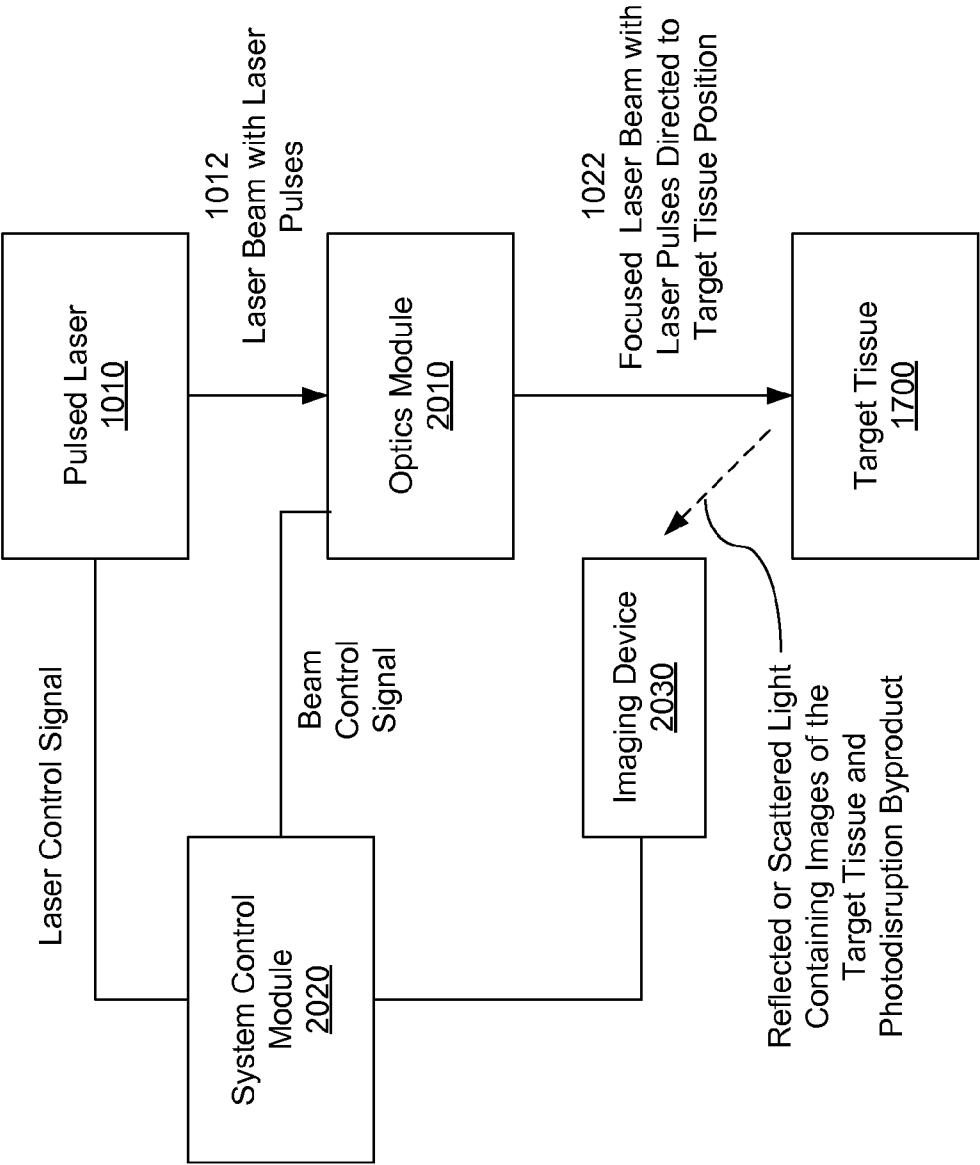 Pulsed Laser
1010
1012
Laser Beam with Laser
Pulses
Optics Module
2010
1022
Focused Laser Beam with
Laser Pulses Directed to
Target Tissue Position
Target Tissue
1700
Laser Control Signal
Beam
Control
Signal
System Control
Module
2020
Imaging Device
2030
Reflected or Scattered Light
Containing Images of the
Target Tissue and
Photodisruption Byproduct